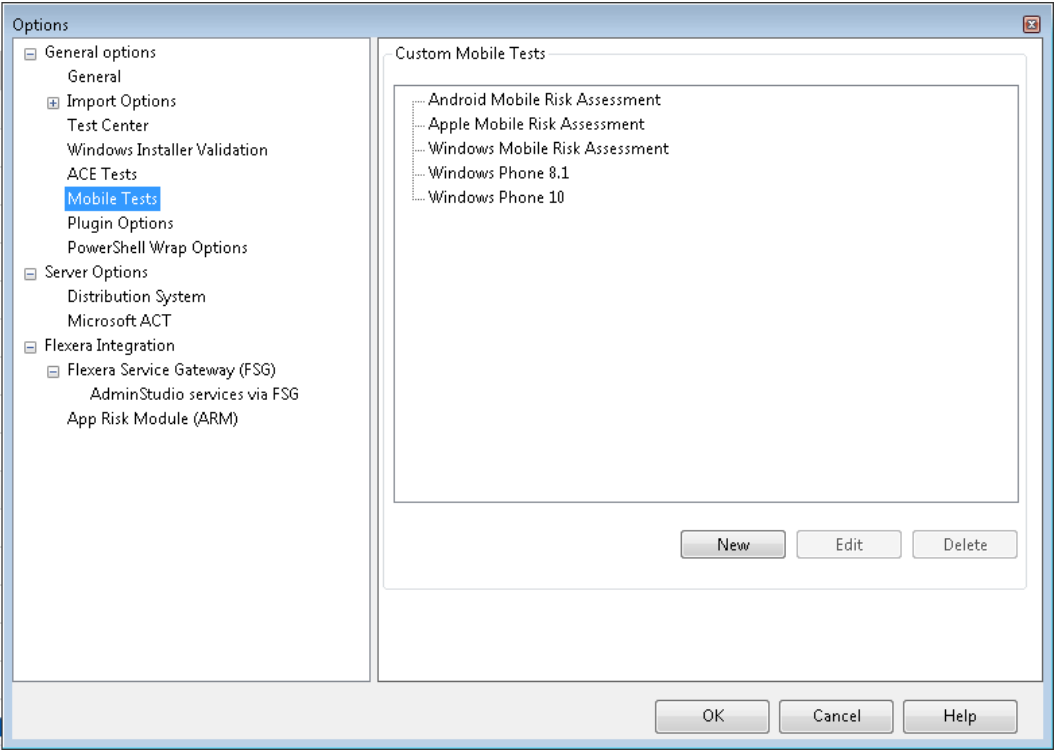 Options
General options
General
Import Options
Test Center
Windows Installer Validation
ACE Tests
Mobile Tests
Plugin Options
PowerShell Wrap Options
Server Options
Distribution System
Microsoft ACT
Flexera Integration
Flexera Service Gateway (FSG)
AdminStudio services via FSG
App Risk Module (ARM)
Custom Mobile Tests
Android Mobile Risk Assessment
Apple Mobile Risk Assessment
Windows Mobile Risk Assessment
Windows Phone 8.1
Windows Phone 10
New Edit Delete
OK Cancel Help